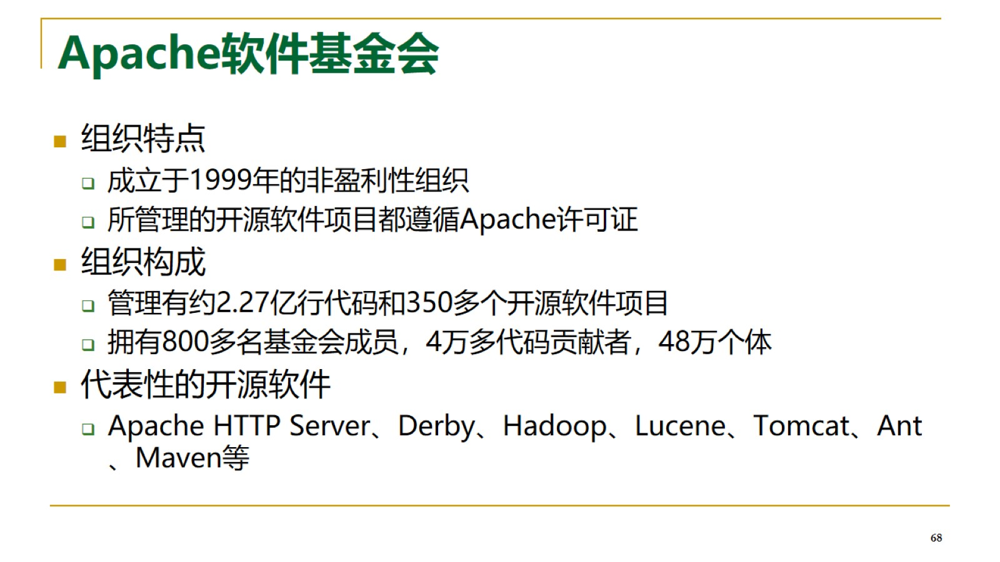 Apache软件基金会
组织特点
成立于1999年的非盈利性组织
所管理的开源软件项目都遵循Apache许可证
组织构成
管理有约2.27亿行代码和350多个开源软件项目
拥有800多名基金会成员，4万多代码贡献者，48万个体
代表性的开源软件
Apache HTTP Server、Derby、Hadoop、Lucene、Tomcat、Ant
、Maven等
68